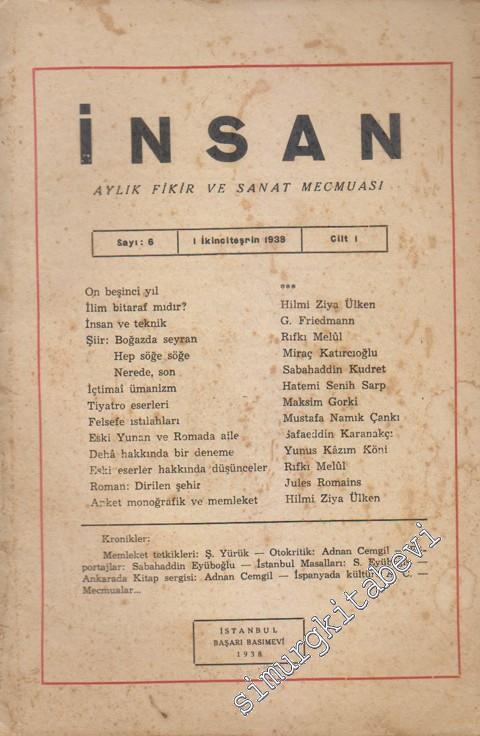 İNSAN
AYLIK FİKİR VE SANAT MECMUASI
Sayı: 6 | 1 İkinciteşrin 1938 | Cilt 1
On beşinci yıl ***
İlim bitaraf mıdır? Hilmi Ziya Ülken
İnsan ve teknik G. Friedmann
Şiir: Boğazda seyran Rıfkı Melûl
Hep söğe söğe Miraç Katırcıoğlu
Nerede, son Sabahaddin Kudret
İçtimaî ümanizm Hatemi Senih Sarp
Tiyatro eserleri Maksim Gorki
Felsefe ıstılahları Mustafa Namık Çankı
Eski Yunan ve Romada aile Safaeddin Karanakçı
Dehâ hakkında bir deneme Yunus Kâzım Köni
Eski eserler hakkında düşünceler Rıfkı Melûl
Roman: Dirilen şehir Jules Romains
Anket monoğrafik ve memleket Hilmi Ziya Ülken
Kronikler:
Memleket tetkikleri: Ş. Yürük — Otokritik: Adnan Cemgil —
portajlar: Sabahaddin Eyüboğlu — İstanbul Masalları: S. Eyüb
Ankarada Kitap sergisi: Adnan Cemgil — İspanyada kültür C. —
Mecmualar...
İSTANBUL
BAŞARI BASIMEVİ
1938
simurgkitabevi